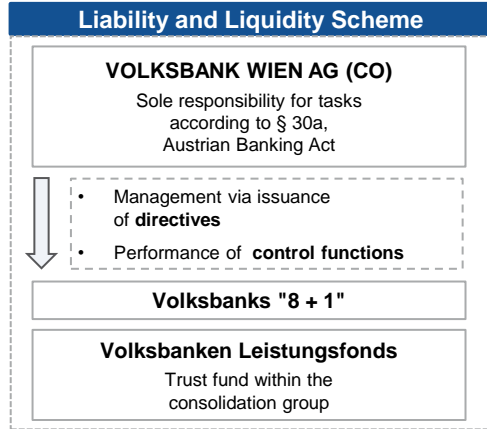 Liability and Liquidity Scheme
VOLKSBANK WIEN AG (CO)
Sole responsibility for tasks
according to § 30a,
Austrian Banking Act
• Management via issuance
of directives
• Performance of control functions
Volksbanks "8 + 1"
Volksbanken Leistungsfonds
Trust fund within the
consolidation group